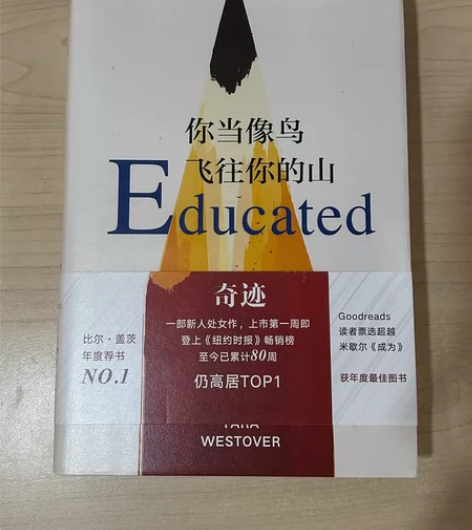 你当像鸟
飞往你的山
Educated
奇迹
一部新人处女作，上市第一周即
登上《纽约时报》畅销榜
至今已累计80周
仍高居TOP1
比尔·盖茨
年度荐书
NO.1
Goodreads
读者票选超越
米歇尔《成为》
获年度最佳图书
WESTOVER